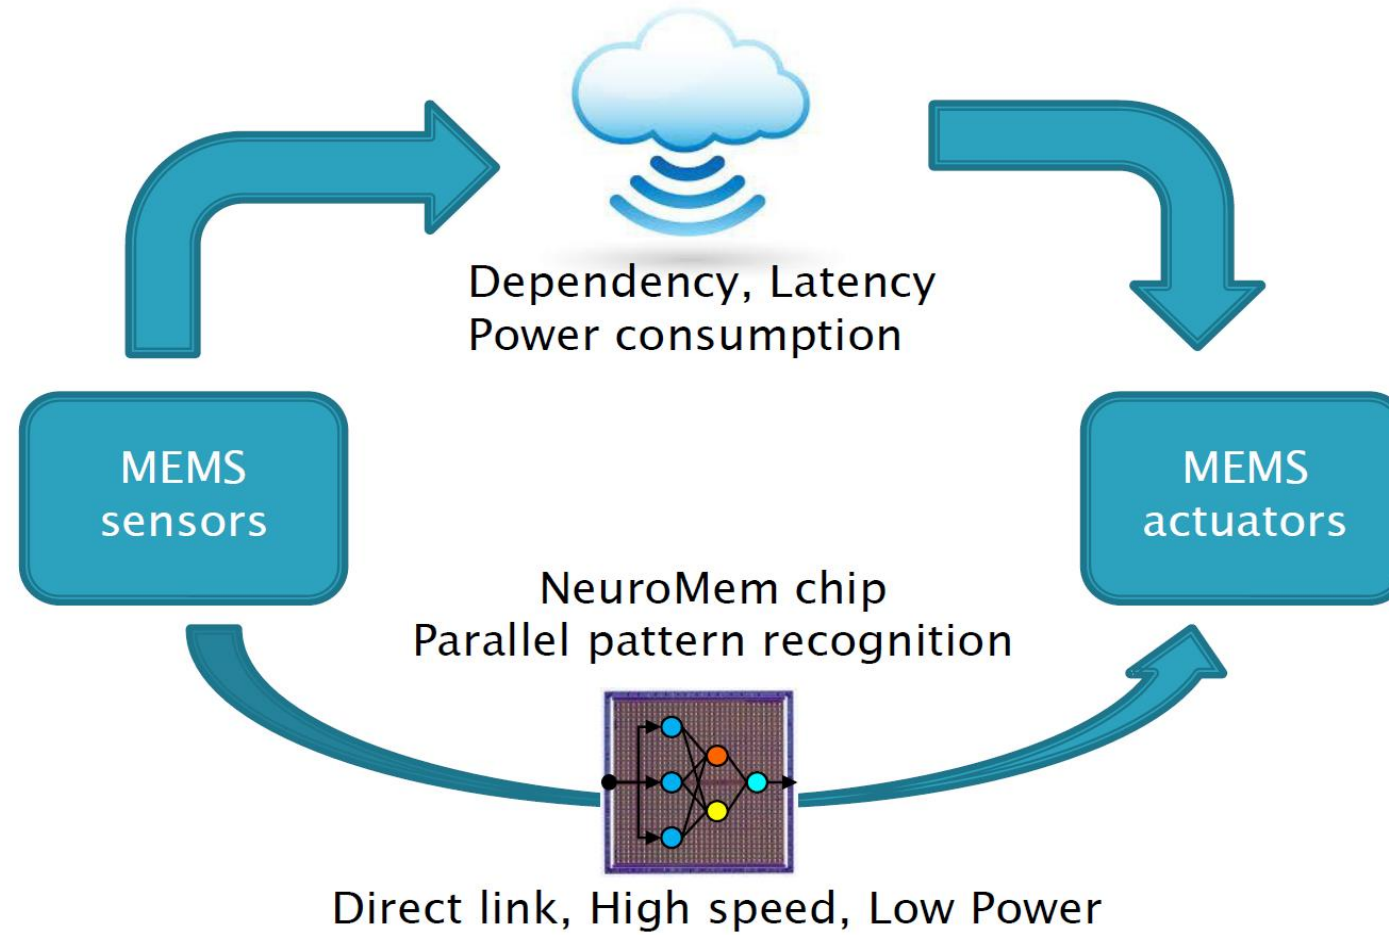 Dependency, Latency
Power consumption
MEMS
sensors
MEMS
actuators
NeuroMem chip
Parallel pattern recognition
Direct link, High speed, Low Power